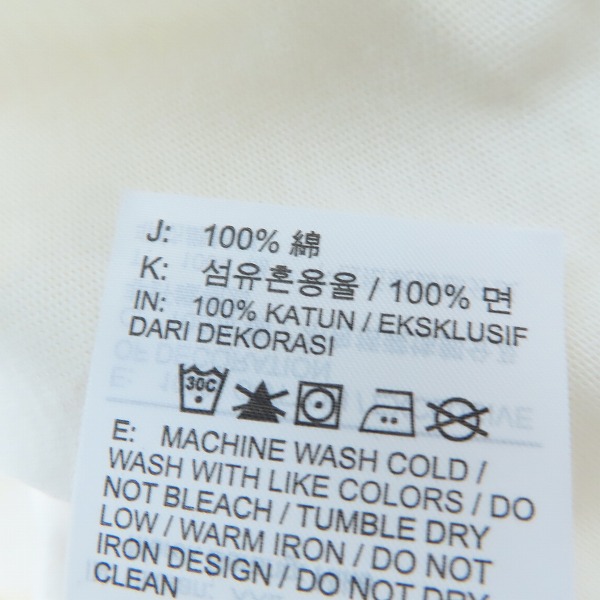 J: 100% 綿
K: 섬유혼용율 / 100% 면
IN: 100% KATUN / EKSKLUSIF
DARI DEKORASI
30C
E: MACHINE WASH COLD /
WASH WITH LIKE COLORS / DO
NOT BLEACH / TUMBLE DRY
LOW / WARM IRON / DO NOT
IRON DESIGN / DO NOT DRY
CLEAN